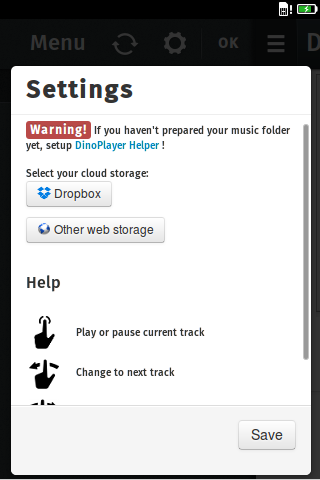 Menu
OK
D
Settings
Warning! If you haven't prepared your music folder
yet, setup DinoPlayer Helper !
Select your cloud storage:
Dropbox
Other web storage
Help
Play or pause current track
Change to next track
Save